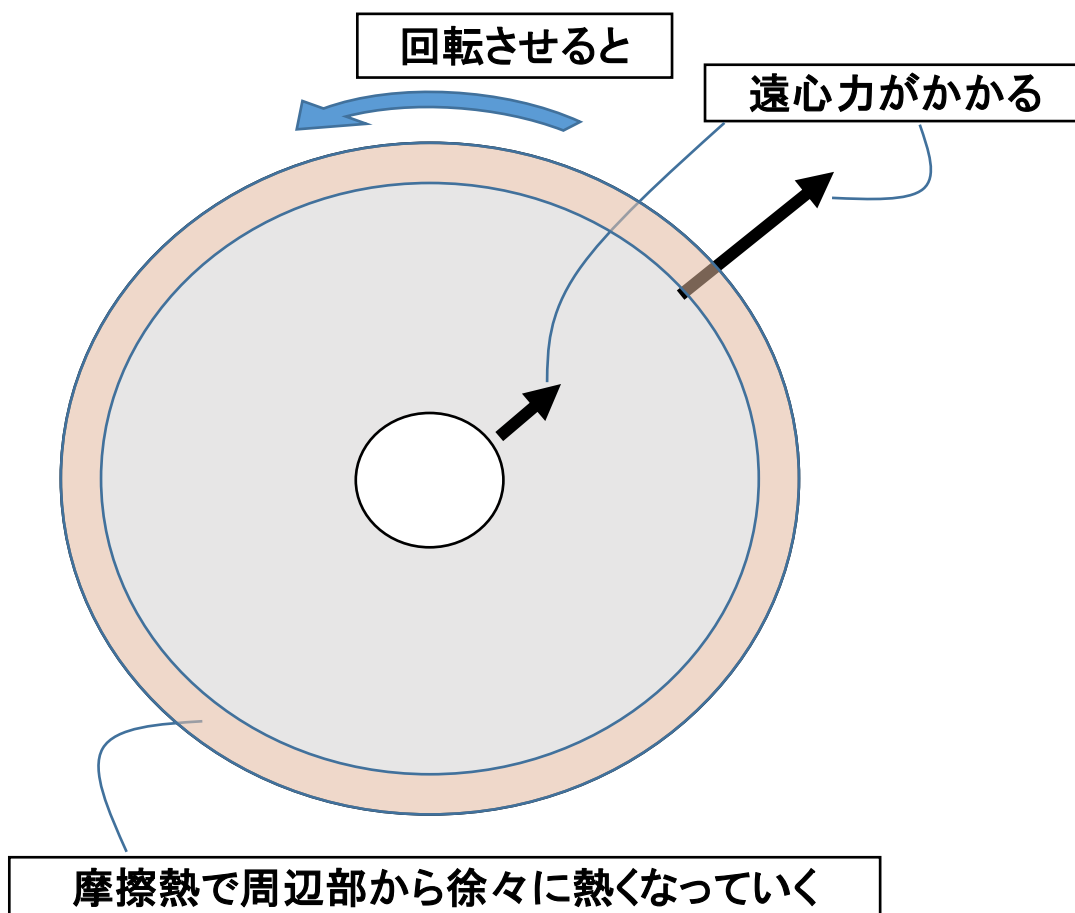 回転させると
遠心力がかかる
摩擦熱で周辺部から徐々に熱くなっていく